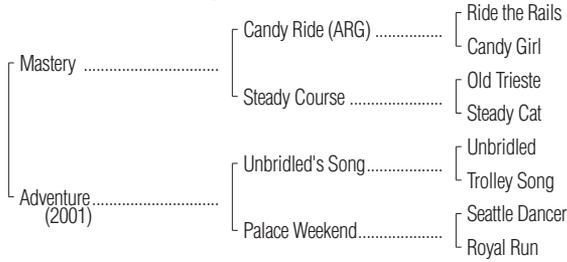 Ride the Rails
Candy Ride (ARG) ................
Candy Girl
Mastery ................................
Old Trieste
Steady Course ......................
Steady Cat
Unbridled
Unbridled's Song..................
Trolley Song
Adventure..............................
(2001)
Seattle Dancer
Palace Weekend....................
Royal Run